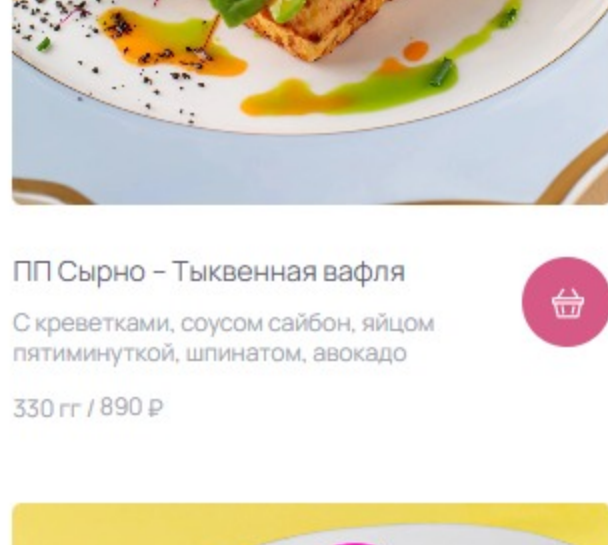 ПП Сырно – Тыквенная вафля
С креветками, соусом сайбон, яйцом
пятиминуткой, шпинатом, авокадо
330 гг / 890 ₽